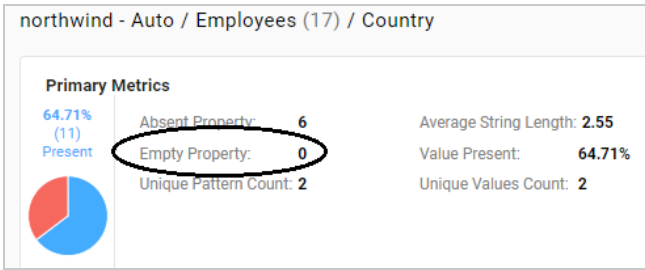 northwind - Auto / Employees (17) / Country
Primary Metrics
64.71%
(11)
Present
Absent Property: 6
Empty Property: 0
Unique Pattern Count: 2
Average String Length: 2.55
Value Present: 64.71%
Unique Values Count: 2